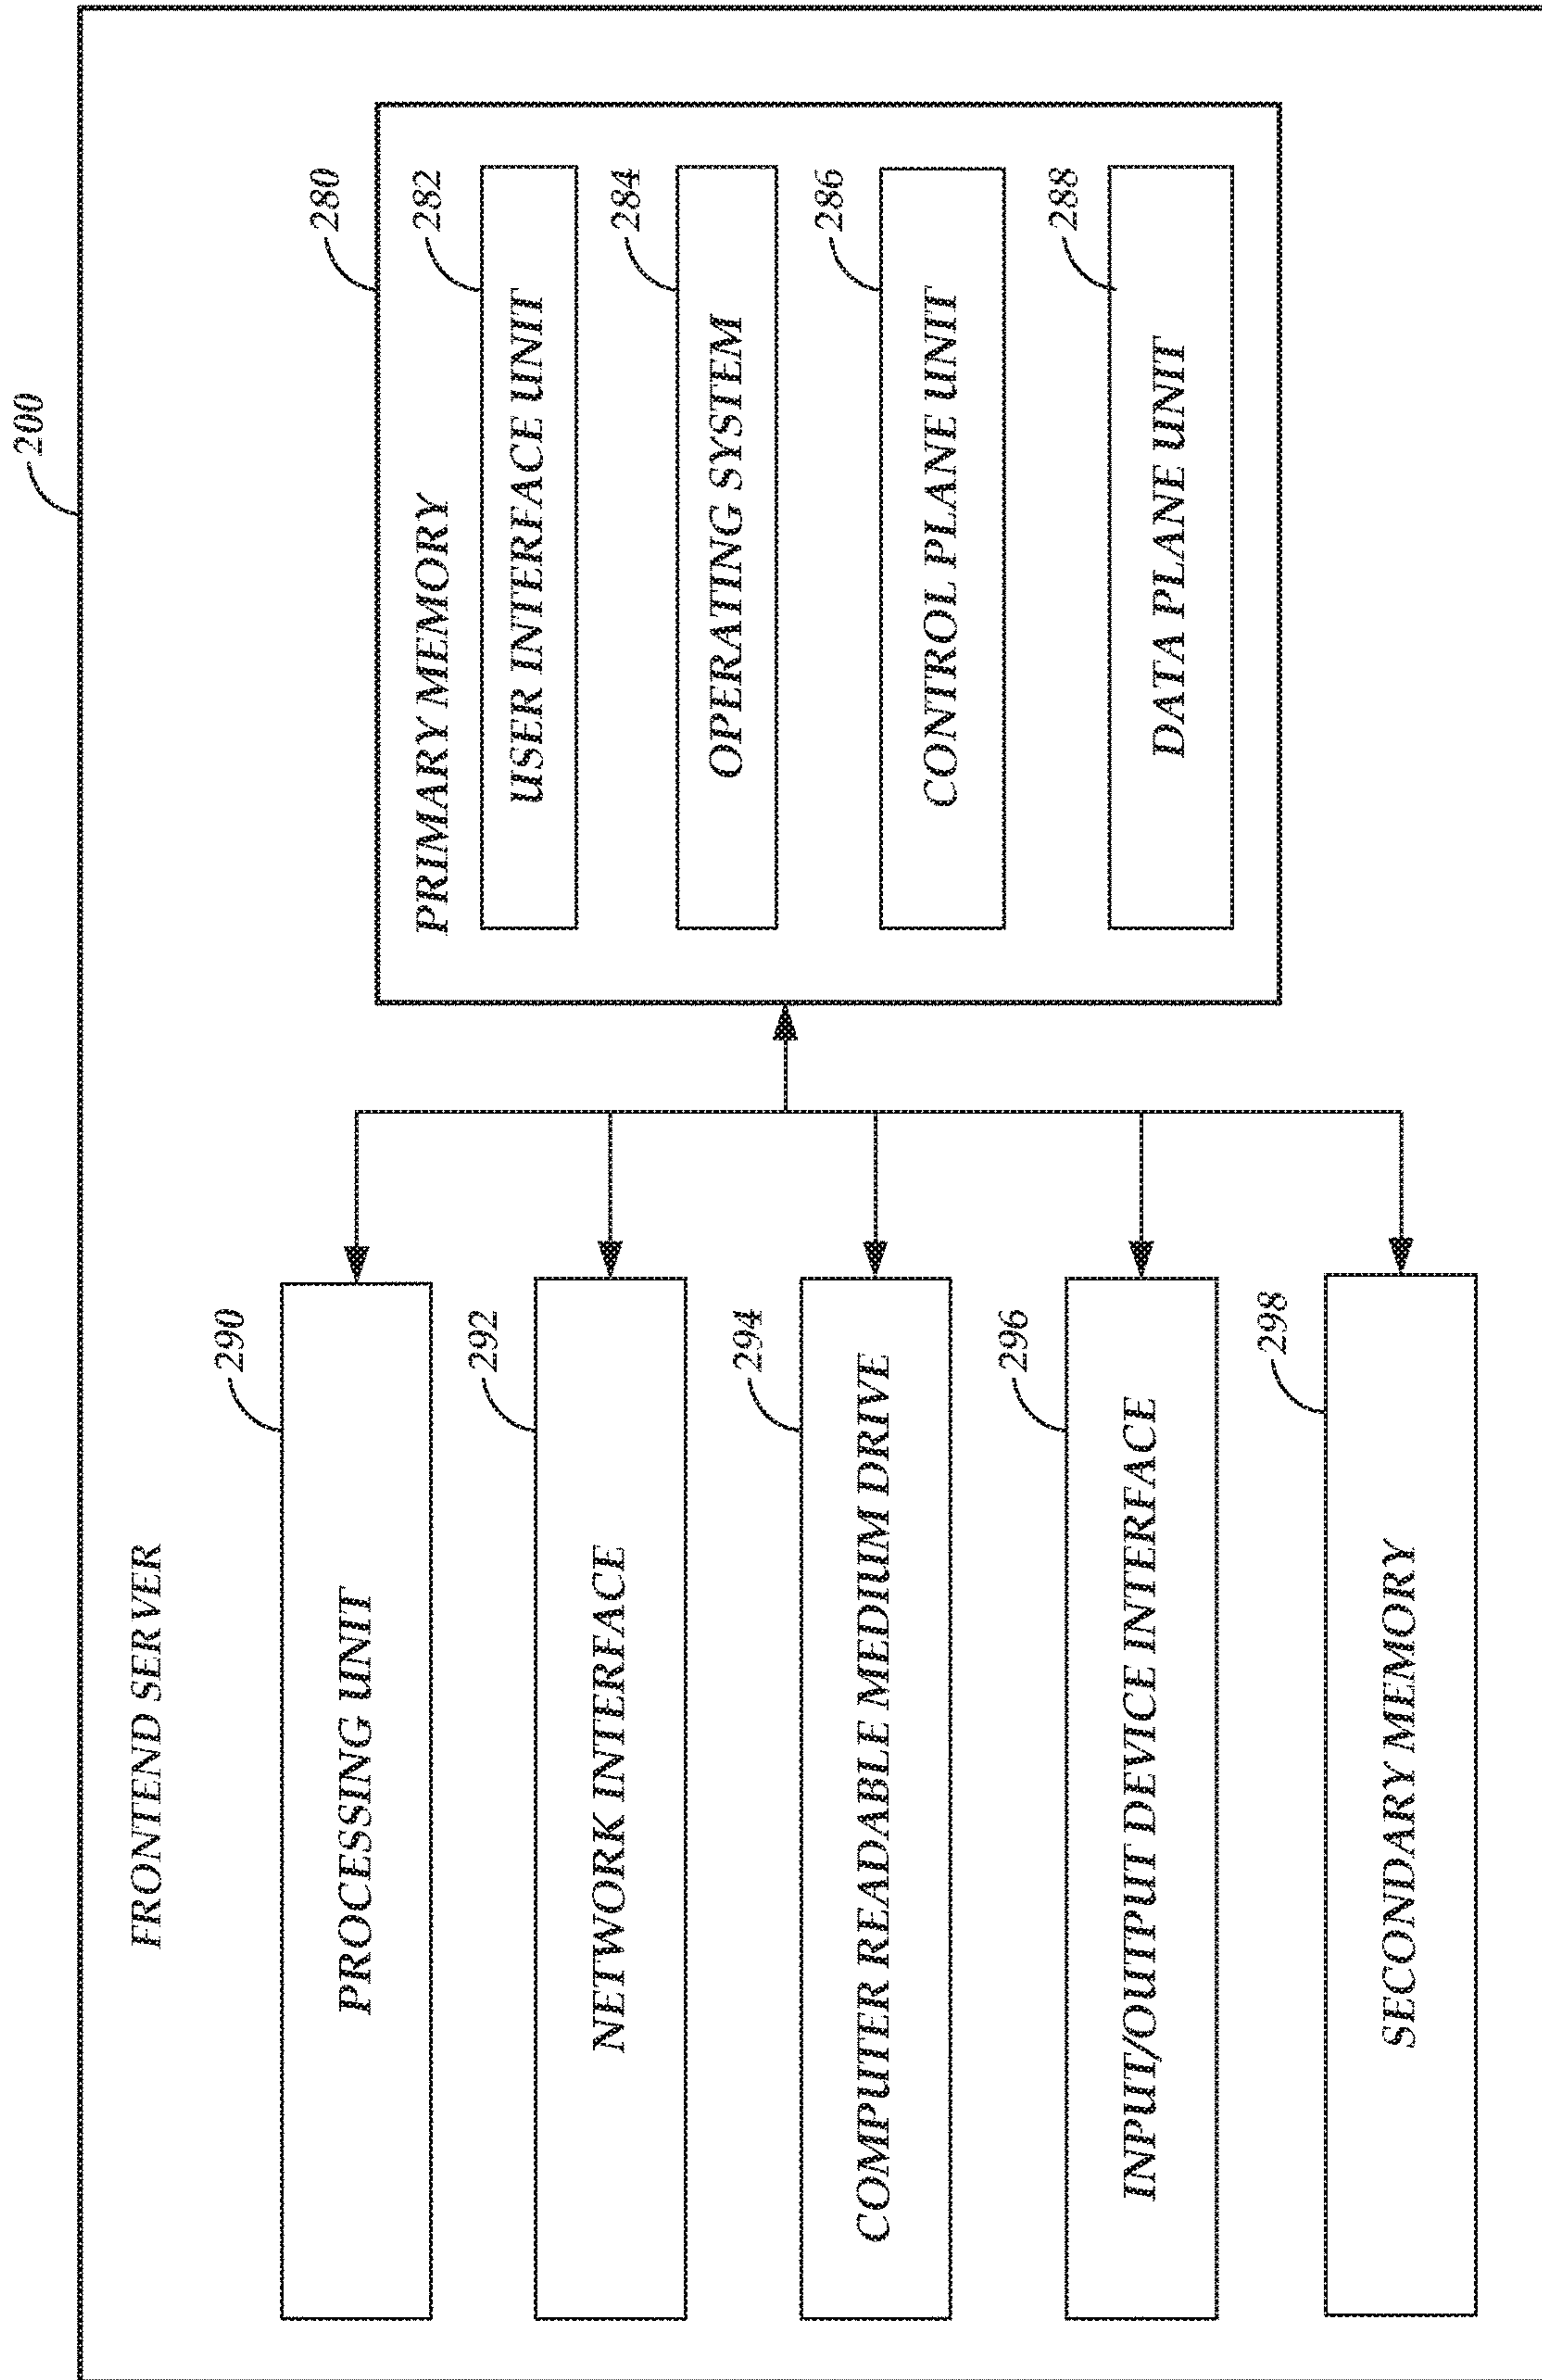 200
FRONTEND SERVER
290
PROCESSING UNIT
292
NETWORK INTERFACE
294
COMPUTER READABLE MEDIUM DRIVE
296
INPUT/OUTPUT DEVICE INTERFACE
298
SECONDARY MEMORY
280
PRIMARY MEMORY
282
USER INTERFACE UNIT
284
OPERATING SYSTEM
286
CONTROL PLANE UNIT
288
DATA PLANE UNIT